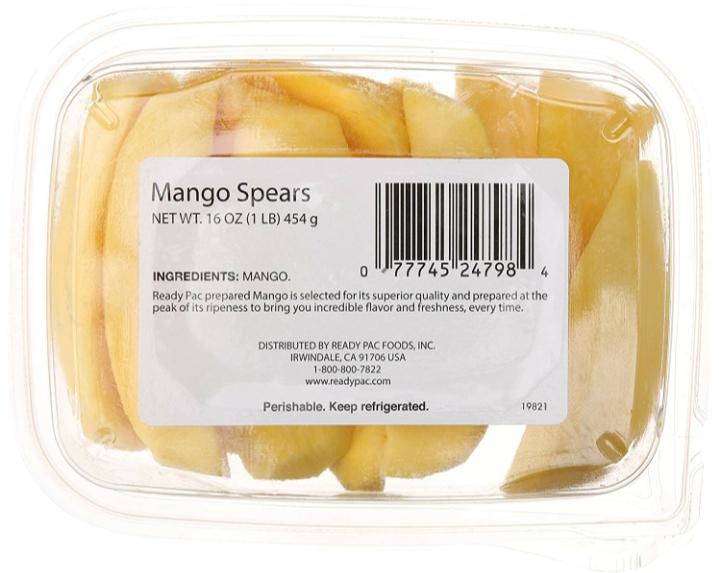 Mango Spears
NET WT. 16 OZ (1 LB) 454 g
0 77745 24798 4
INGREDIENTS: MANGO.
Ready Pac prepared Mango is selected for its superior quality and prepared at the
peak of its ripeness to bring you incredible flavor and freshness, every time.
DISTRIBUTED BY READY PAC FOODS, INC.
IRWINDALE, CA 91706 USA
1-800-800-7822
www.readypac.com
Perishable. Keep refrigerated.
19821